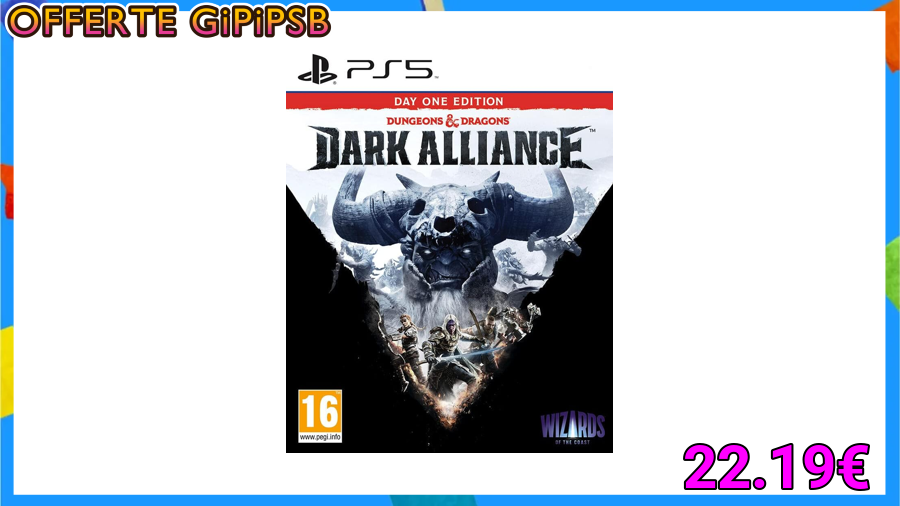 OFFERTE GiPiPSB
PS5
DAY ONE EDITION
DUNGEONS & DRAGONS
DARK ALLIANCE™
16
www.pegi.info
WIZARDS
OF THE COAST
22.19€